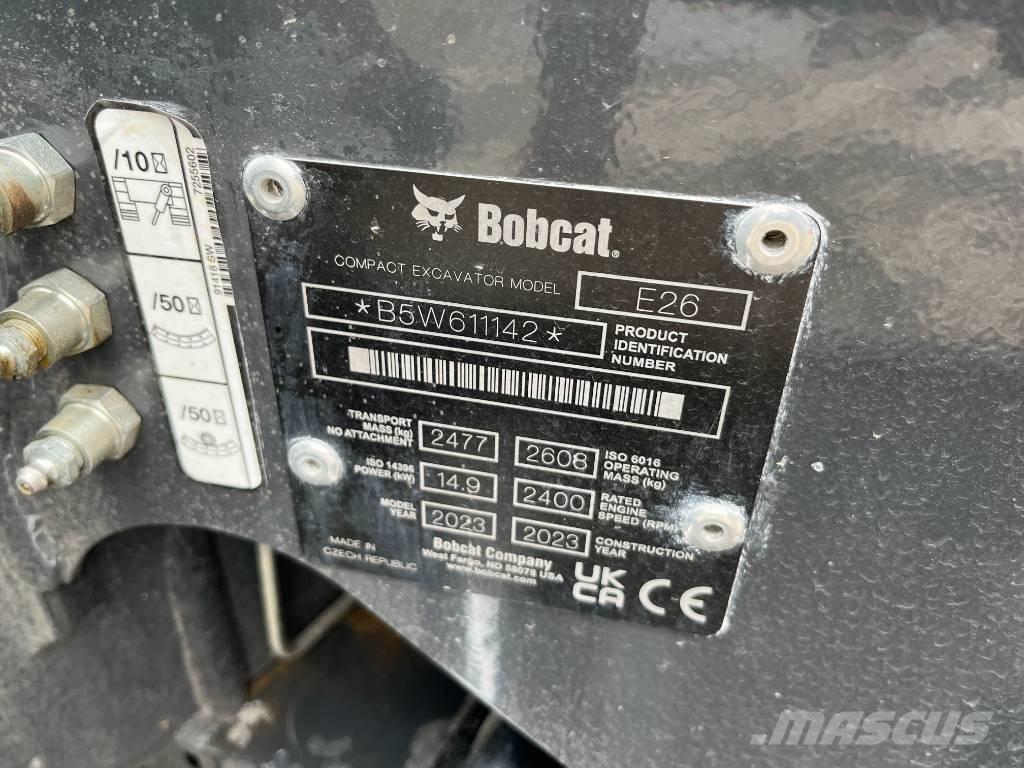 /10
7255602
/50
91418 SW
/50
Bobcat®
COMPACT EXCAVATOR MODEL E26
*B5W611142* PRODUCT IDENTIFICATION NUMBER
TRANSPORT MASS (kg) NO ATTACHMENT 2477 2608 ISO 6016 OPERATING MASS (kg)
ISO 14396 POWER (kW) 14.9 2400 RATED ENGINE SPEED (RPM)
MODEL YEAR 2023 2023 CONSTRUCTION YEAR
MADE IN
CZECH REPUBLIC
Bobcat Company
West Fargo, ND 58078 USA
www.bobcat.com
UK
CA CE
MASCUS